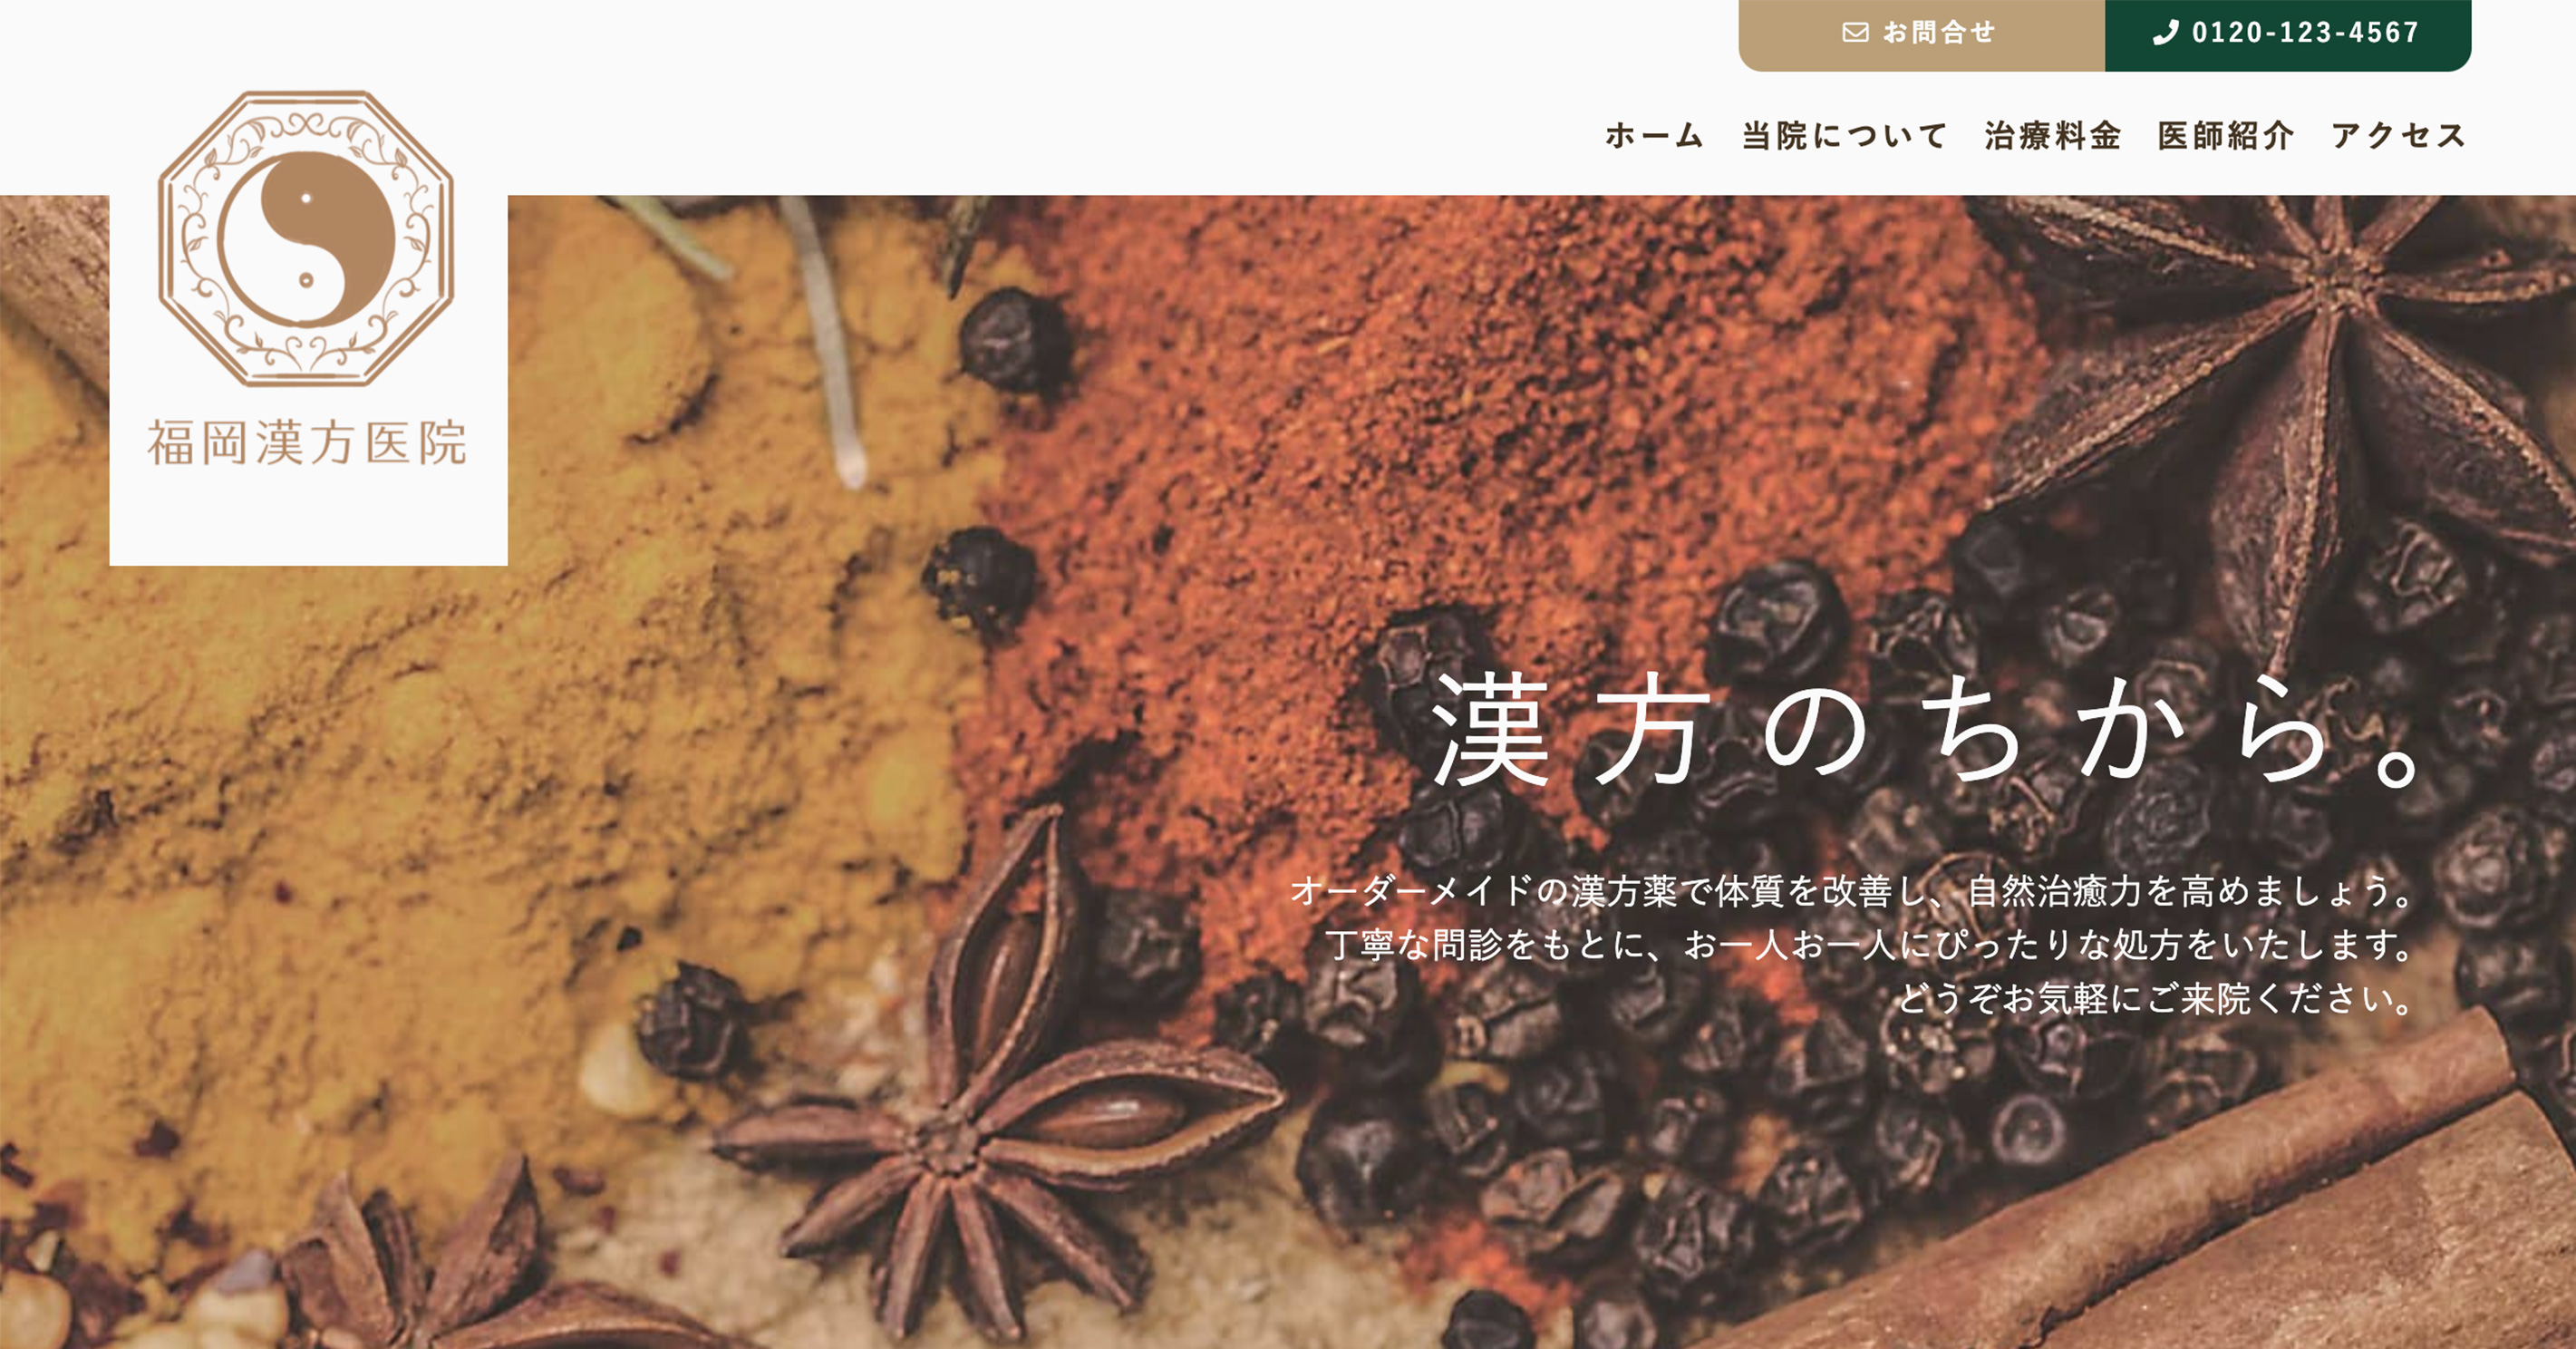 お問合せ
0120-123-4567
ホーム 当院について 治療料金 医師紹介 アクセス
福岡漢方医院
漢方のちから。
オーダーメイドの漢方薬で体質を改善し、自然治癒力を高めましょう。
丁寧な問診をもとに、お一人お一人にぴったりな処方をいたします。
どうぞお気軽にご来院ください。